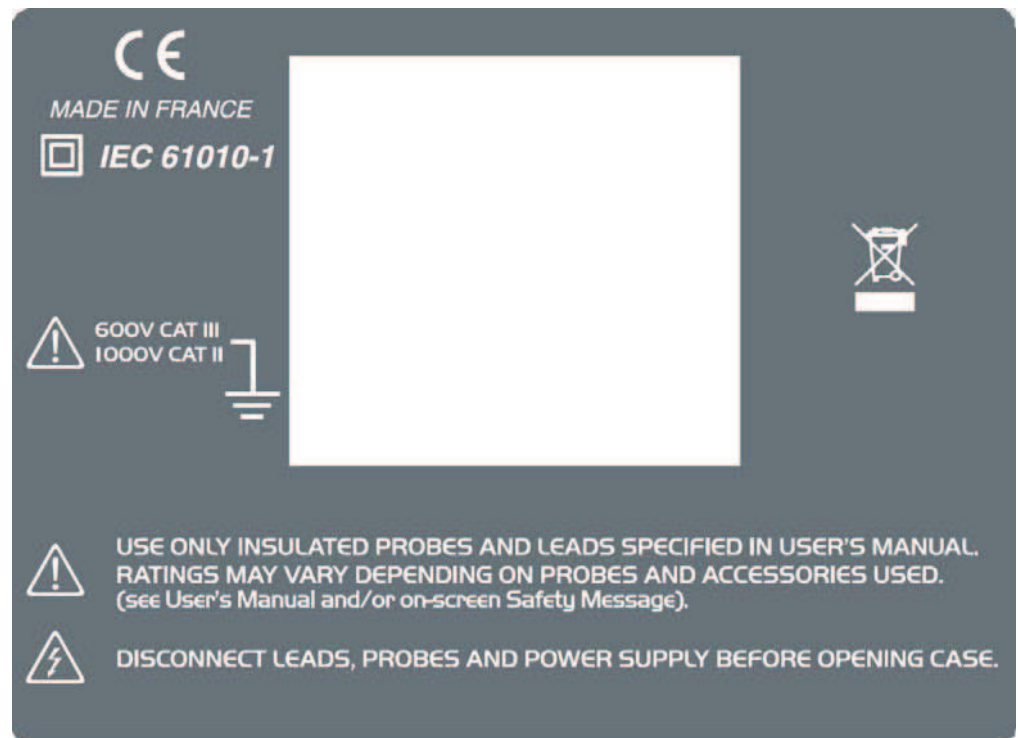 CE
MADE IN FRANCE
IEC 61010-1
600V CAT III
1000V CAT II
USE ONLY INSULATED PROBES AND LEADS SPECIFIED IN USER'S MANUAL.
RATINGS MAY VARY DEPENDING ON PROBES AND ACCESSORIES USED.
(see User's Manual and/or on-screen Safety Message).
DISCONNECT LEADS, PROBES AND POWER SUPPLY BEFORE OPENING CASE.